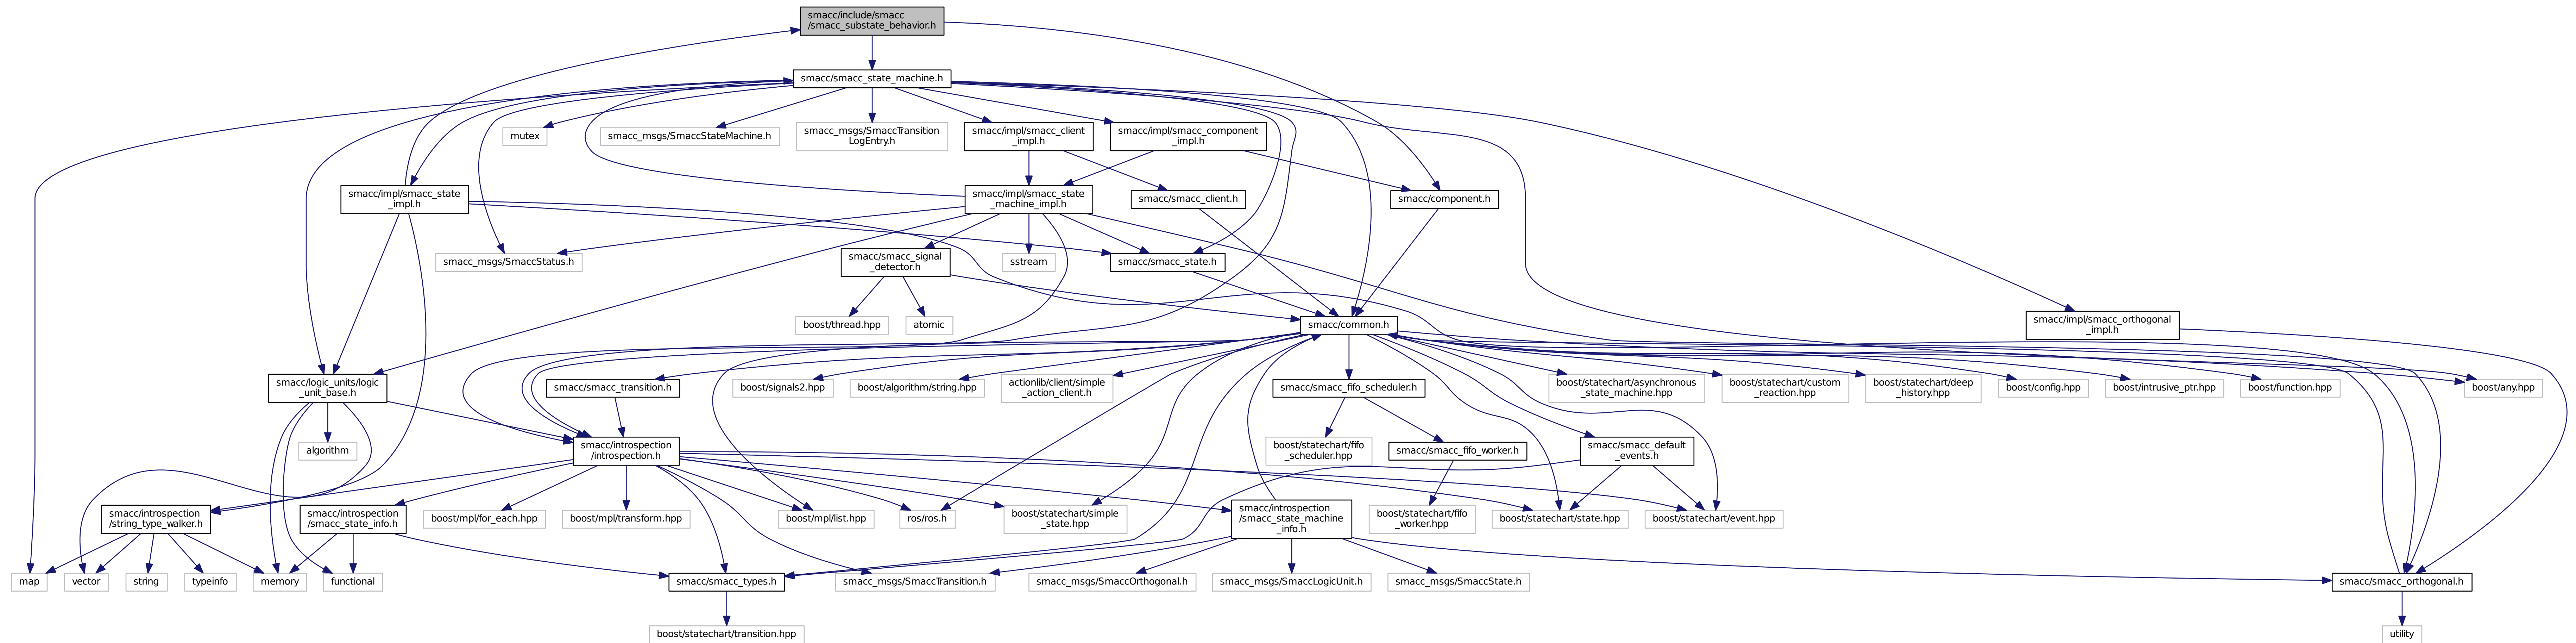 smacc/include/smacc
/smacc_substate_behavior.h
smacc/smacc_state_machine.h
mutex
smacc_msgs/SmaccStateMachine.h
smacc_msgs/SmaccTransition
LogEntry.h
smacc/impl/smacc_client
_impl.h
smacc/impl/smacc_component
_impl.h
smacc/impl/smacc_state
_impl.h
smacc/impl/smacc_state
_machine_impl.h
smacc/smacc_client.h
smacc/component.h
smacc_msgs/SmaccStatus.h
smacc/smacc_signal
_detector.h
sstream
smacc/smacc_state.h
boost/thread.hpp
atomic
smacc/common.h
smacc/impl/smacc_orthogonal
_impl.h
smacc/logic_units/logic
_unit_base.h
smacc/smacc_transition.h
boost/signals2.hpp
boost/algorithm/string.hpp
actionlib/client/simple
_action_client.h
smacc/smacc_fifo_scheduler.h
boost/statechart/asynchronous
_state_machine.hpp
boost/statechart/custom
_reaction.hpp
boost/statechart/deep
_history.hpp
boost/config.hpp
boost/intrusive_ptr.hpp
boost/function.hpp
boost/any.hpp
algorithm
smacc/introspection
/introspection.h
boost/statechart/fifo
_scheduler.hpp
smacc/smacc_fifo_worker.h
smacc/smacc_default
_events.h
smacc/introspection
/string_type_walker.h
smacc/introspection
/smacc_state_info.h
boost/mpl/for_each.hpp
boost/mpl/transform.hpp
boost/mpl/list.hpp
ros/ros.h
boost/statechart/simple
_state.hpp
smacc/introspection
/smacc_state_machine
_info.h
boost/statechart/fifo
_worker.hpp
boost/statechart/state.hpp
boost/statechart/event.hpp
map
vector
string
typeinfo
memory
functional
smacc/smacc_types.h
smacc_msgs/SmaccTransition.h
smacc_msgs/SmaccOrthogonal.h
smacc_msgs/SmaccLogicUnit.h
smacc_msgs/SmaccState.h
smacc/smacc_orthogonal.h
boost/statechart/transition.hpp
utility